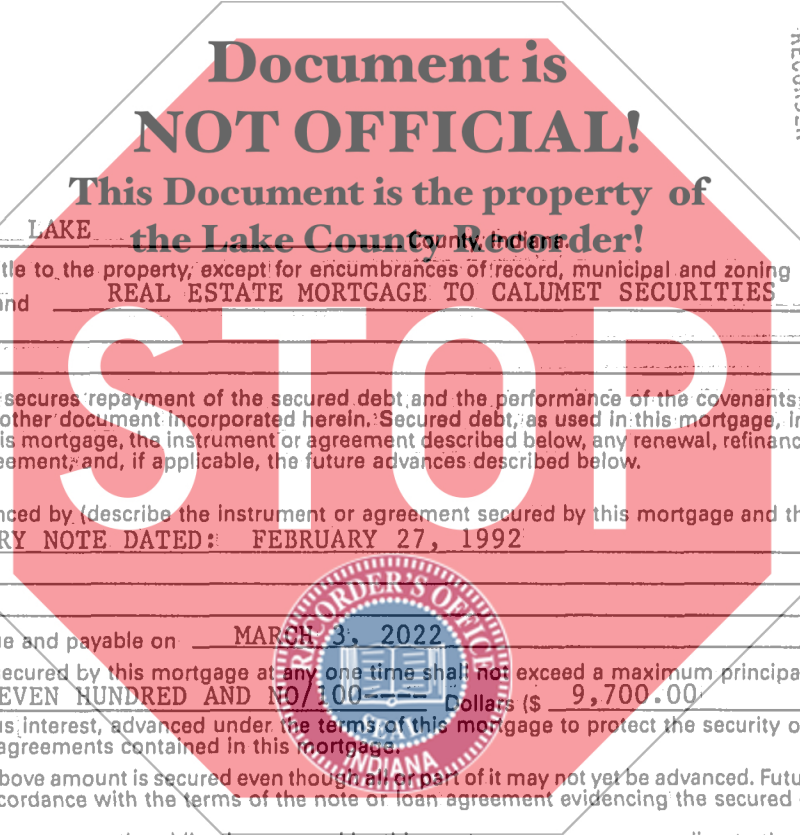 RECORDER
Document is
NOT OFFICIAL!
This Document is the property of
the Lake County Recorder!
LAKE County, Indiana.
tle to the property, except for encumbrances of record, municipal and zoning
and REAL ESTATE MORTGAGE TO CALUMET SECURITIES
STOP
secures repayment of the secured debt and the performance of the covenants
other document incorporated herein. Secured debt, as used in this mortgage, in
is mortgage, the instrument or agreement described below, any renewal, refinanc
eement, and, if applicable, the future advances described below.
nced by (describe the instrument or agreement secured by this mortgage and th
RY NOTE DATED: FEBRUARY 27, 1992
e and payable on MARCH 3, 2022
ecured by this mortgage at any one time shall not exceed a maximum principa
EVEN HUNDRED AND NO/100---- Dollars ($ 9,700.00
us interest, advanced under the terms of this mortgage to protect the security o
agreements contained in this mortgage.
bove amount is secured even though all or part of it may not yet be advanced. Futu
cordance with the terms of the note or loan agreement evidencing the secured
RECORDER'S OFFICE
SEAL
INDIANA